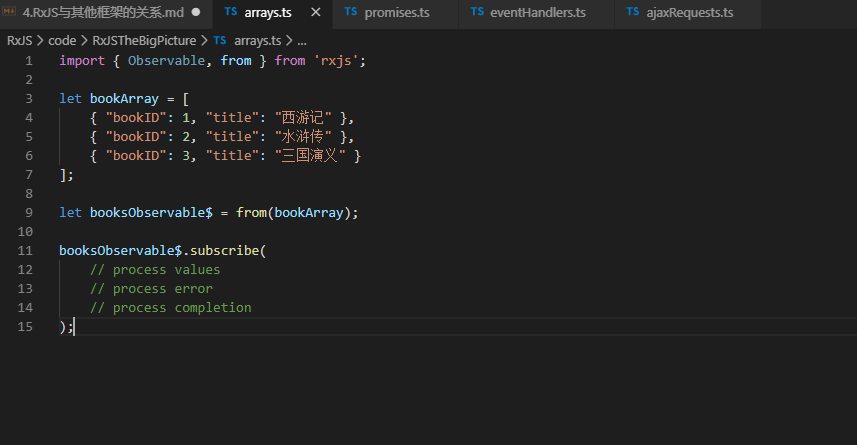 4.RxJS与其他框架的关系.md
TS arrays.ts
TS promises.ts
TS eventHandlers.ts
TS ajaxRequests.ts
RxJS > code > RxJSTheBigPicture > TS arrays.ts > ...
1 import { Observable, from } from 'rxjs';
2
3 let bookArray = [
4     { "bookID": 1, "title": "西游记" },
5     { "bookID": 2, "title": "水浒传" },
6     { "bookID": 3, "title": "三国演义" }
7 ];
8
9 let booksObservable$ = from(bookArray);
10
11 booksObservable$.subscribe(
12     // process values
13     // process error
14     // process completion
15 );